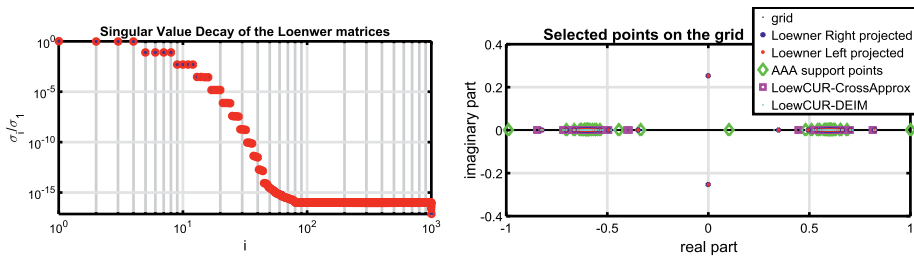 Singular Value Decay of the Loenwer matrices
10^0
10^-5
10^-10
10^-15
σ_i/σ_1
10^0
10^1
10^2
10^3
i
Selected points on the grid
grid
Loewner Right projected
Loewner Left projected
AAA support points
LoewCUR-CrossApprox
LoewCUR-DEIM
0.4
0.2
0
-0.2
-0.4
imaginary part
-1
-0.5
0
0.5
1
real part